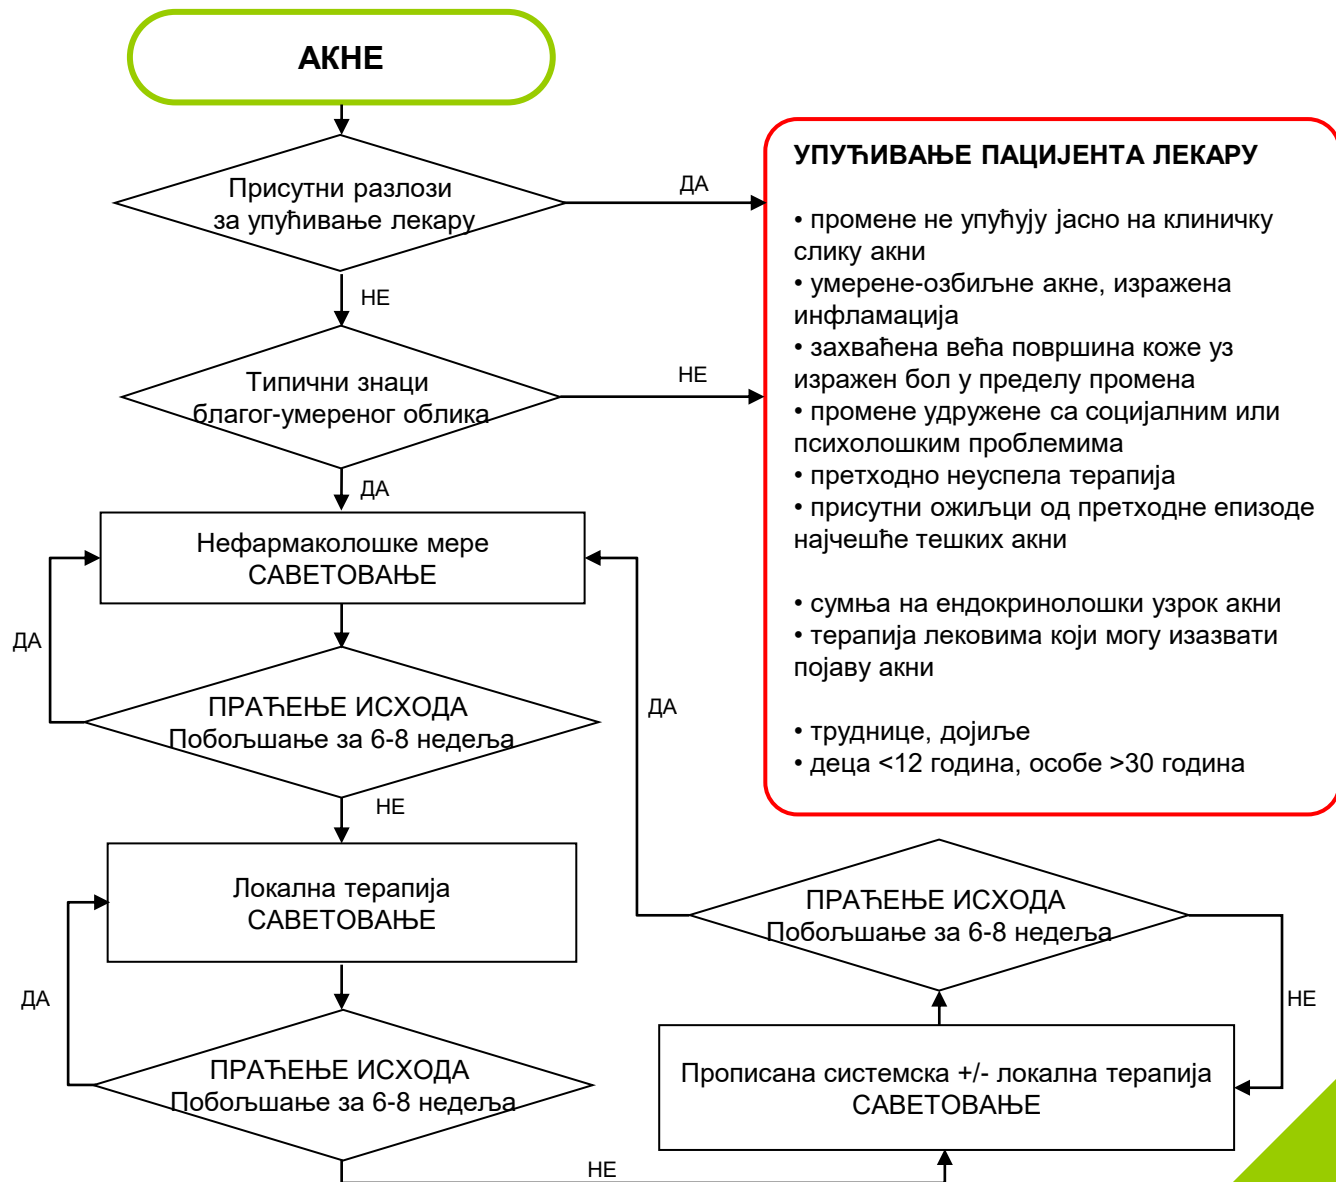 АКНЕ
Присутни разлози
за упућивање лекару
ДА
НЕ
Типични знаци
благог-умереног облика
НЕ
ДА
УПУЋИВАЊЕ ПАЦИЈЕНТА ЛЕКАРУ
• промене не упућују јасно на клиничку
слику акни
• умерене-озбиљне акне, изражена
инфламација
• захваћена већа површина коже уз
изражен бол у пределу промена
• промене удружене са социјалним или
психолошким проблемима
• претходно неуспела терапија
• присутни ожиљци од претходне епизоде
најчешће тешких акни
• сумња на ендокринолошки узрок акни
• терапија лековима који могу изазвати
појаву акни
• труднице, дојиље
• деца <12 година, особе >30 година
Нефармаколошке мере
САВЕТОВАЊЕ
ДА
ПРАЋЕЊЕ ИСХОДА
Побољшање за 6-8 недеља
НЕ
ДА
Локална терапија
САВЕТОВАЊЕ
ДА
ПРАЋЕЊЕ ИСХОДА
Побољшање за 6-8 недеља
НЕ
ПРАЋЕЊЕ ИСХОДА
Побољшање за 6-8 недеља
НЕ
Прописана системска +/- локална терапија
САВЕТОВАЊЕ